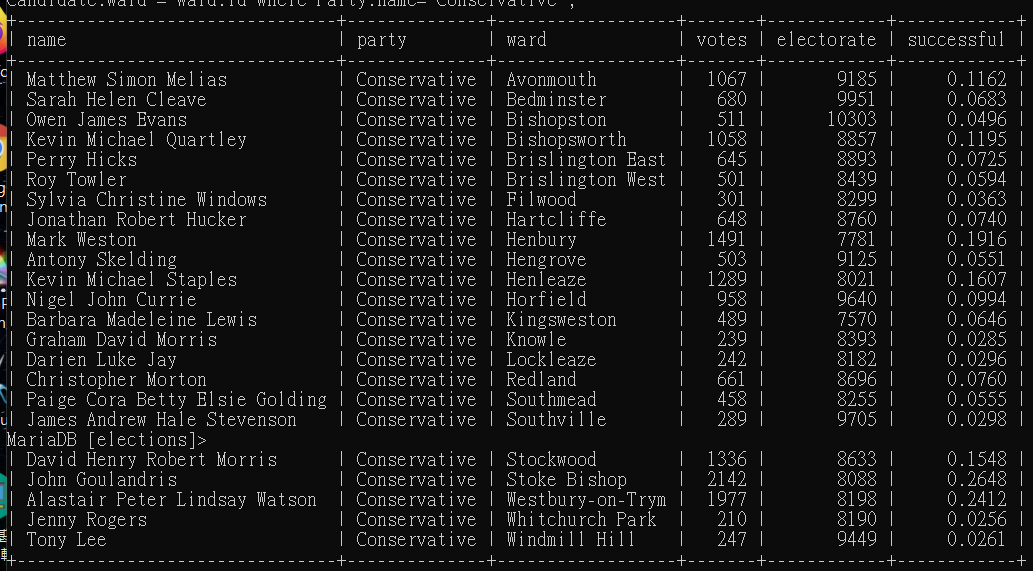 Candidate.ward = Ward.id where Party.name='Conservative';
+-------------------------------+--------------+------------------+-------+------------+------------+
| name | party | ward | votes | electorate | successful |
+-------------------------------+--------------+------------------+-------+------------+------------+
| Matthew Simon Melias | Conservative | Avonmouth | 1067 | 9185 | 0.1162 |
| Sarah Helen Cleave | Conservative | Bedminster | 680 | 9951 | 0.0683 |
| Owen James Evans | Conservative | Bishopston | 511 | 10303 | 0.0496 |
| Kevin Michael Quartley | Conservative | Bishopsworth | 1058 | 8857 | 0.1195 |
| Perry Hicks | Conservative | Brislington East | 645 | 8893 | 0.0725 |
| Roy Towler | Conservative | Brislington West | 501 | 8439 | 0.0594 |
| Sylvia Christine Windows | Conservative | Filwood | 301 | 8299 | 0.0363 |
| Jonathan Robert Hucker | Conservative | Hartcliffe | 648 | 8760 | 0.0740 |
| Mark Weston | Conservative | Henbury | 1491 | 7781 | 0.1916 |
| Antony Skelding | Conservative | Hengrove | 503 | 9125 | 0.0551 |
| Kevin Michael Staples | Conservative | Henleaze | 1289 | 8021 | 0.1607 |
| Nigel John Currie | Conservative | Horfield | 958 | 9640 | 0.0994 |
| Barbara Madeleine Lewis | Conservative | Kingsweston | 489 | 7570 | 0.0646 |
| Graham David Morris | Conservative | Knowle | 239 | 8393 | 0.0285 |
| Darien Luke Jay | Conservative | Lockleaze | 242 | 8182 | 0.0296 |
| Christopher Morton | Conservative | Redland | 661 | 8696 | 0.0760 |
| Paige Cora Betty Elsie Golding | Conservative | Southmead | 458 | 8255 | 0.0555 |
| James Andrew Hale Stevenson | Conservative | Southville | 289 | 9705 | 0.0298 |
MariaDB [elections]>
| David Henry Robert Morris | Conservative | Stockwood | 1336 | 8633 | 0.1548 |
| John Goulandris | Conservative | Stoke Bishop | 2142 | 8088 | 0.2648 |
| Alastair Peter Lindsay Watson | Conservative | Westbury-on-Trym | 1977 | 8198 | 0.2412 |
| Jenny Rogers | Conservative | Whitchurch Park | 210 | 8190 | 0.0256 |
| Tony Lee | Conservative | Windmill Hill | 247 | 9449 | 0.0261 |
+-------------------------------+--------------+------------------+-------+------------+------------+